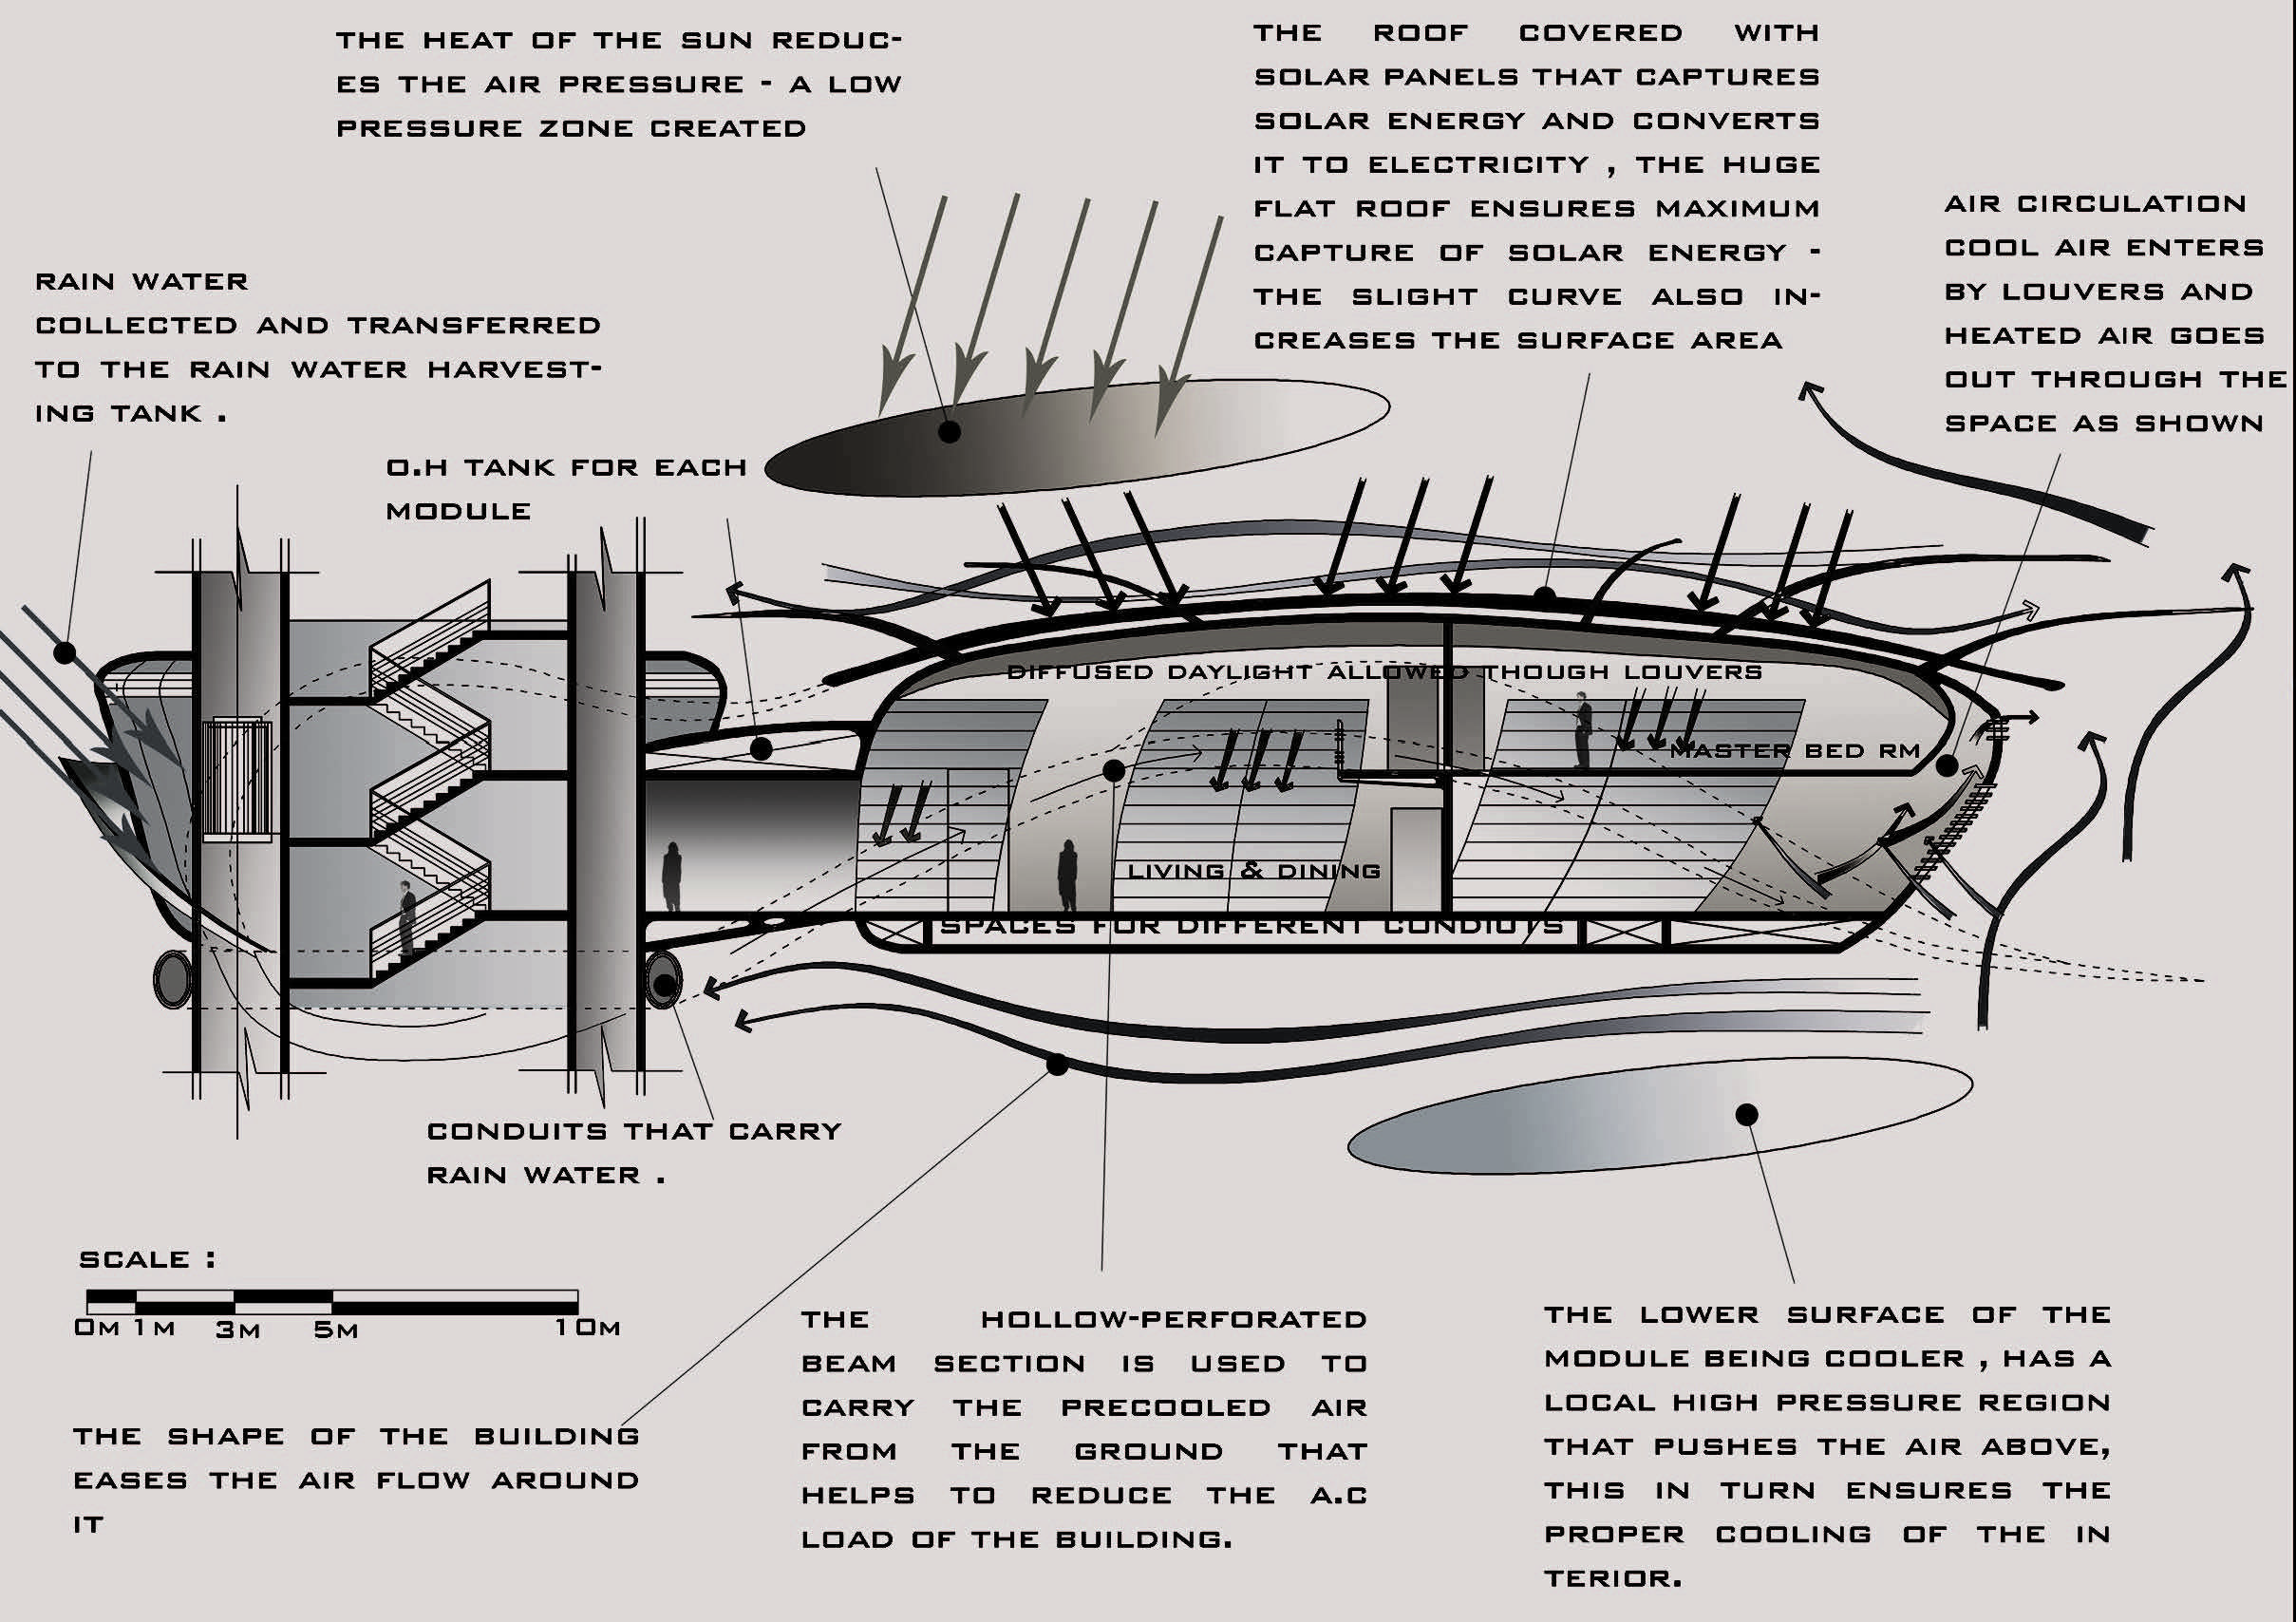 THE HEAT OF THE SUN REDUC-
ES THE AIR PRESSURE - A LOW
PRESSURE ZONE CREATED
THE ROOF COVERED WITH
SOLAR PANELS THAT CAPTURES
SOLAR ENERGY AND CONVERTS
IT TO ELECTRICITY , THE HUGE
FLAT ROOF ENSURES MAXIMUM
CAPTURE OF SOLAR ENERGY -
THE SLIGHT CURVE ALSO IN-
CREASES THE SURFACE AREA
AIR CIRCULATION
COOL AIR ENTERS
BY LOUVERS AND
HEATED AIR GOES
OUT THROUGH THE
SPACE AS SHOWN
RAIN WATER
COLLECTED AND TRANSFERRED
TO THE RAIN WATER HARVEST-
ING TANK .
O.H TANK FOR EACH
MODULE
DIFFUSED DAYLIGHT ALLOWED THOUGH LOUVERS
MASTER BED RM
LIVING & DINING
SPACES FOR DIFFERENT CONDIUTS
CONDUITS THAT CARRY
RAIN WATER .
SCALE :
0M 1M 3M 5M 10M
THE SHAPE OF THE BUILDING
EASES THE AIR FLOW AROUND
IT
THE HOLLOW-PERFORATED
BEAM SECTION IS USED TO
CARRY THE PRECOOLED AIR
FROM THE GROUND THAT
HELPS TO REDUCE THE A.C
LOAD OF THE BUILDING.
THE LOWER SURFACE OF THE
MODULE BEING COOLER , HAS A
LOCAL HIGH PRESSURE REGION
THAT PUSHES THE AIR ABOVE,
THIS IN TURN ENSURES THE
PROPER COOLING OF THE IN
TERIOR.